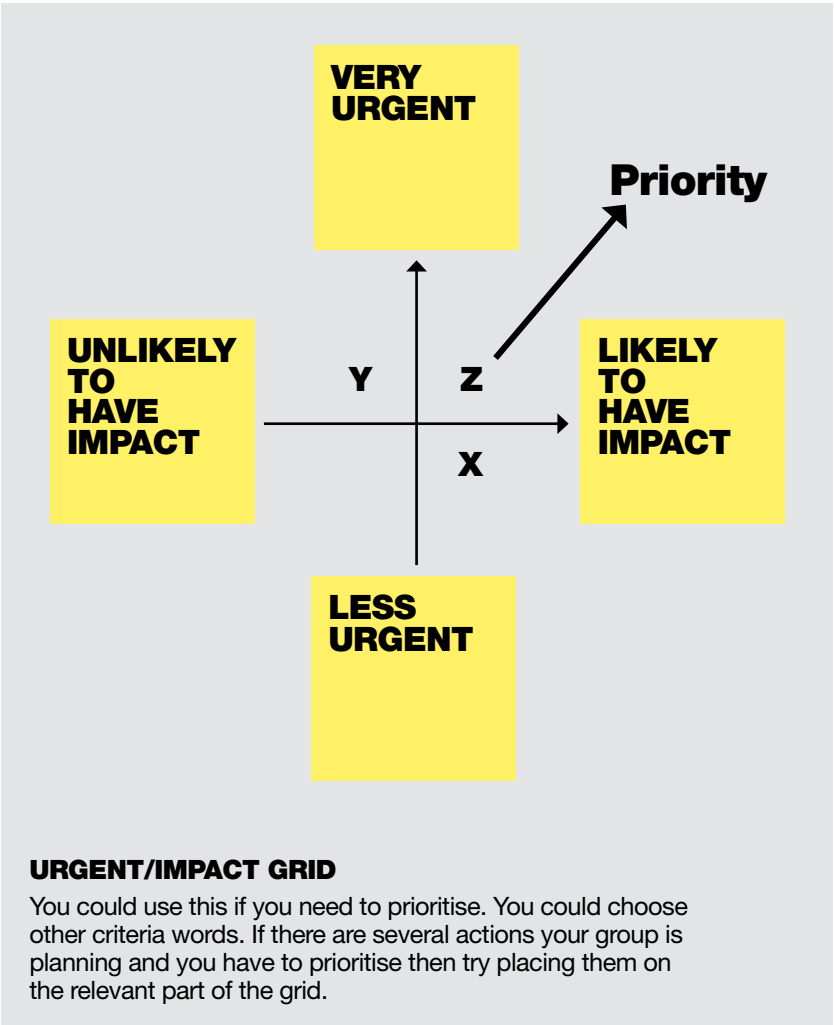 VERY
URGENT
Priority
UNLIKELY
TO
HAVE
IMPACT
Y
Z
LIKELY
TO
HAVE
IMPACT
X
LESS
URGENT
URGENT/IMPACT GRID
You could use this if you need to prioritise. You could choose
other criteria words. If there are several actions your group is
planning and you have to prioritise then try placing them on
the relevant part of the grid.